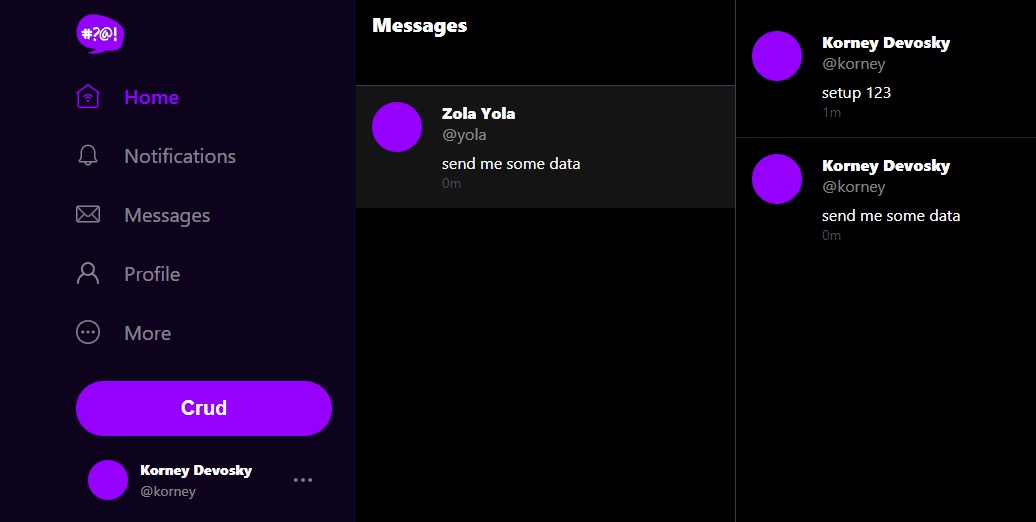 #?@!
Home
Notifications
Messages
Profile
More
Crud
Korney Devosky
@korney
Messages
Zola Yola
@yola
send me some data
0m
Korney Devosky
@korney
setup 123
1m
Korney Devosky
@korney
send me some data
0m